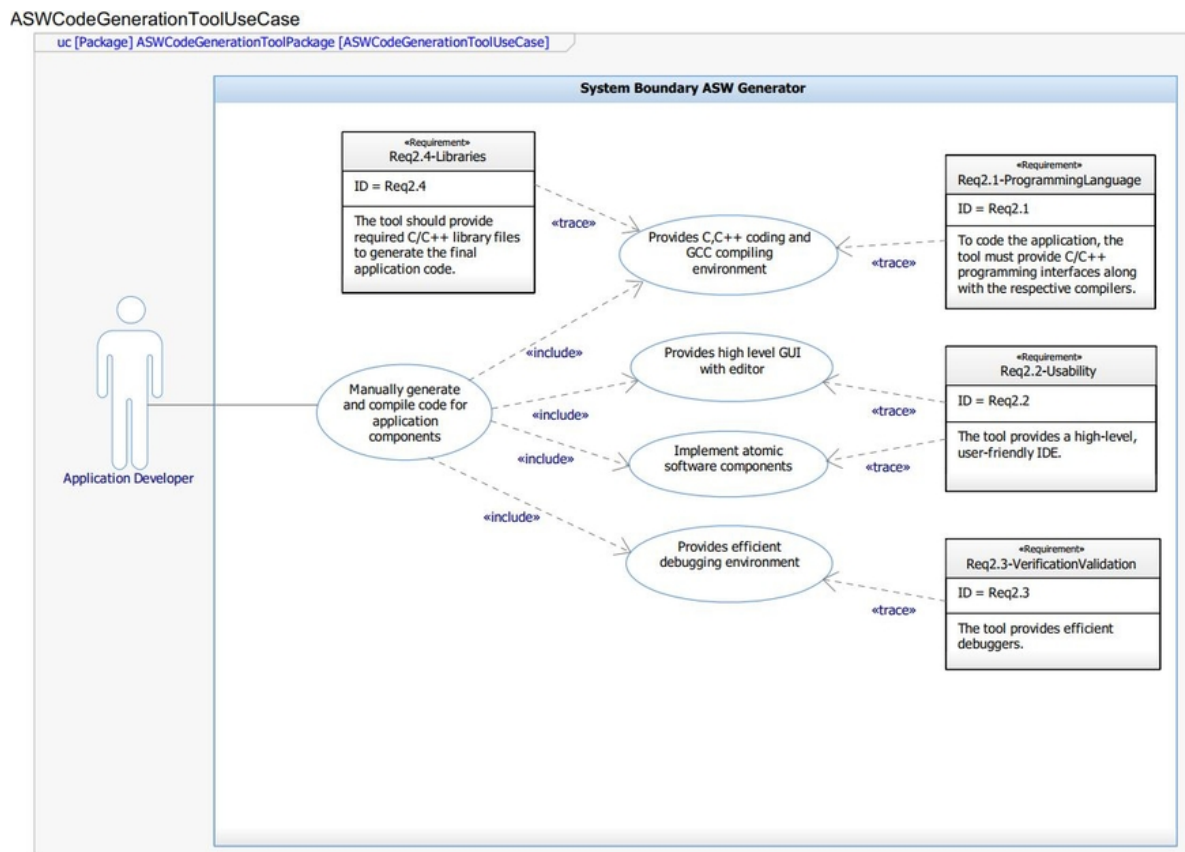 ASWCodeGenerationToolUseCase
uc [Package] ASWCodeGenerationToolPackage [ASWCodeGenerationToolUseCase]
System Boundary ASW Generator
«Requirement»
Req2.4-Libraries
ID = Req2.4
The tool should provide
required C/C++ library files
to generate the final
application code.
«trace»
Provides C,C++ coding and
GCC compiling
environment
«trace»
«Requirement»
Req2.1-ProgrammingLanguage
ID = Req2.1
To code the application, the
tool must provide C/C++
programming interfaces along
with the respective compilers.
Application Developer
Manually generate
and compile code for
application
components
«include»
«include»
«include»
«include»
Provides high level GUI
with editor
«trace»
Implement atomic
software components
«trace»
«Requirement»
Req2.2-Usability
ID = Req2.2
The tool provides a high-level,
user-friendly IDE.
Provides efficient
debugging environment
«trace»
«Requirement»
Req2.3-VerificationValidation
ID = Req2.3
The tool provides efficient
debuggers.